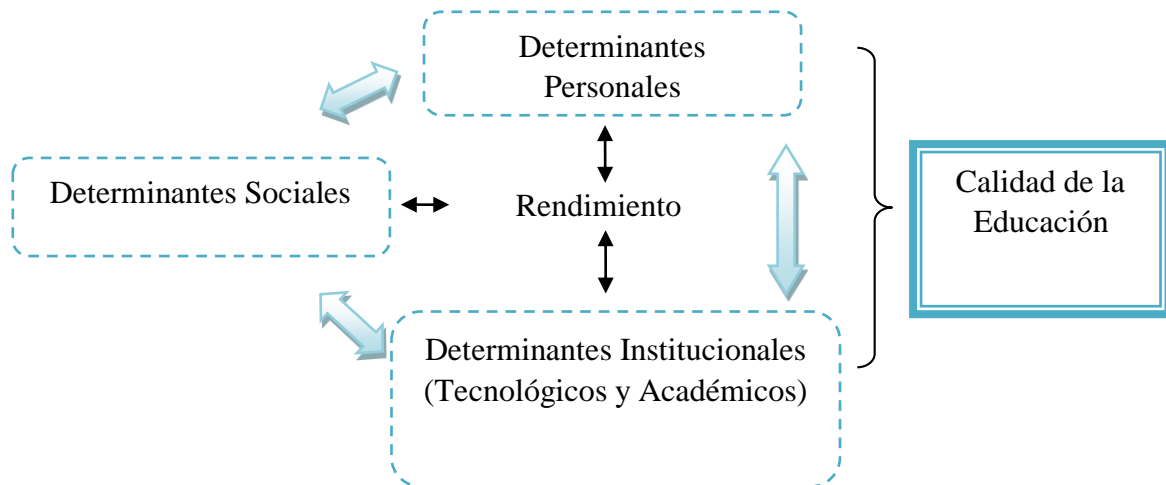 Determinantes
Personales
Determinantes Sociales
Rendimiento
Determinantes Institucionales
(Tecnológicos y Académicos)
Calidad de la
Educación